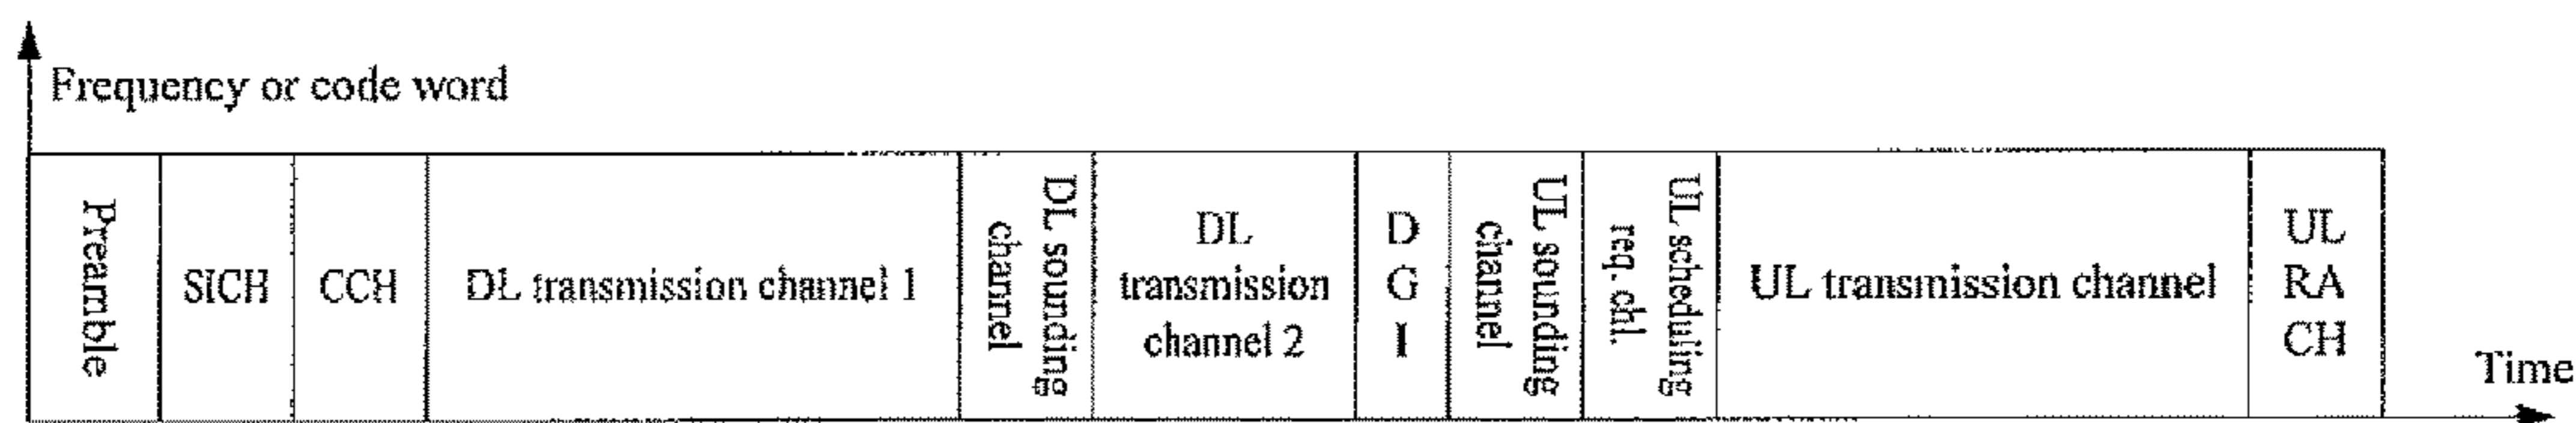 Frequency or code word
Preamble
SICH
CCH
DL transmission channel 1
DL sounding
channel
DL
transmission
channel 2
D
G
I
UL sounding
channel
UL scheduling
req. chl.
UL transmission channel
UL
RA
CH
Time